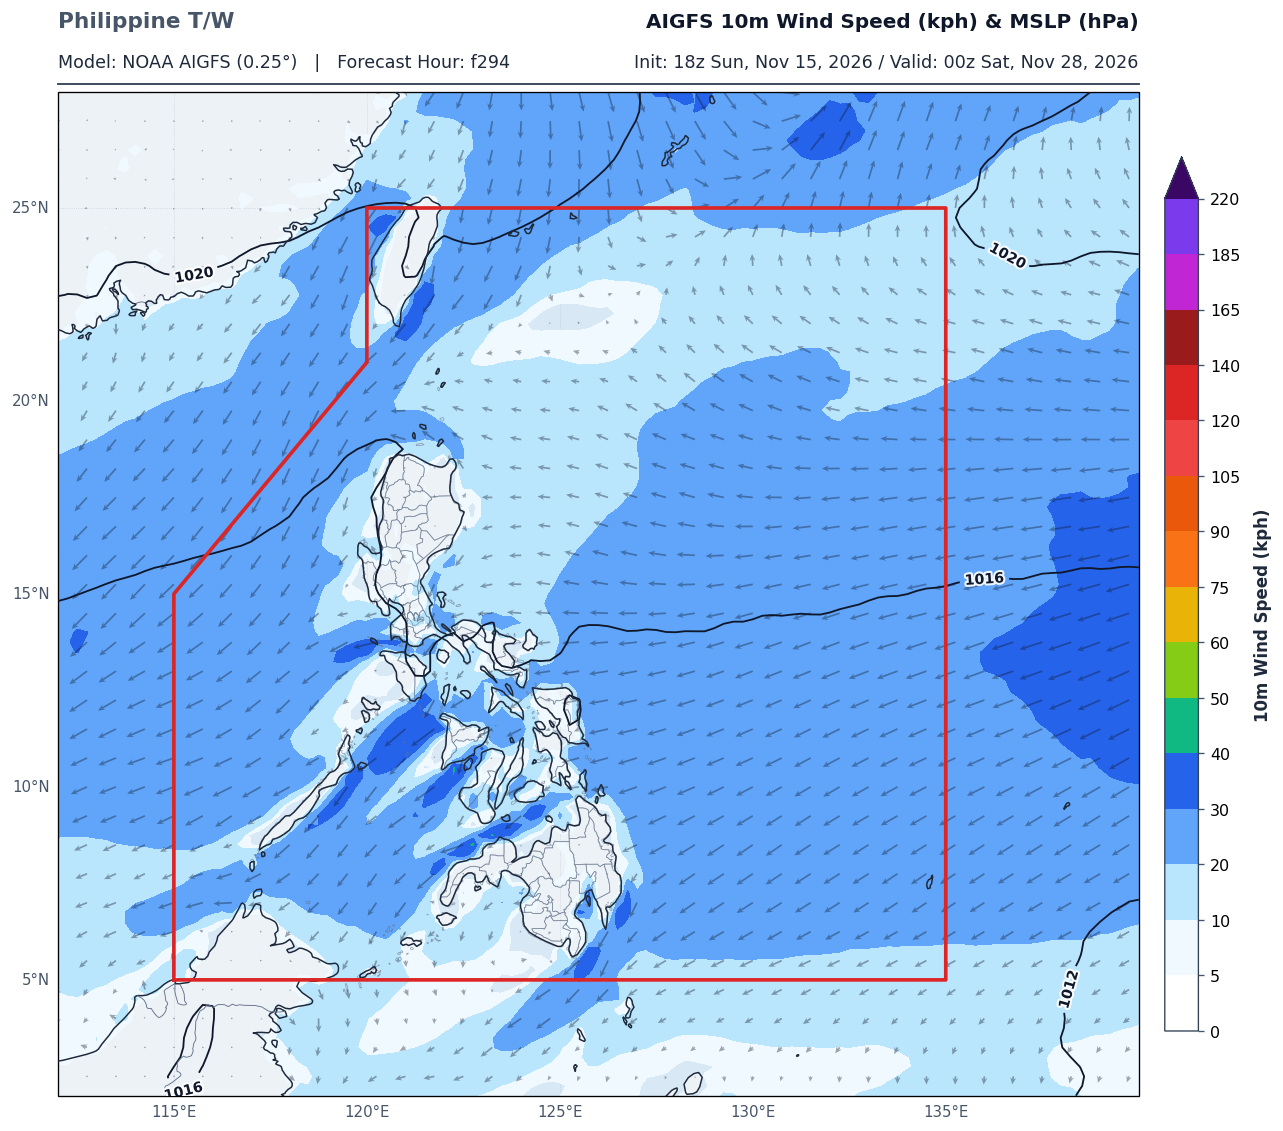 Philippine T/W
AIGFS 10m Wind Speed (kph) & MSLP (hPa)
Model: NOAA AIGFS (0.25°)   |   Forecast Hour: f294
Init: 18z Sun, Nov 15, 2026 / Valid: 00z Sat, Nov 28, 2026
25°N
20°N
15°N
10°N
5°N
1020
1020
1016
1012
1016
115°E
120°E
125°E
130°E
135°E
220
185
165
140
120
105
90
75
60
50
40
30
20
10
5
0
10m Wind Speed (kph)